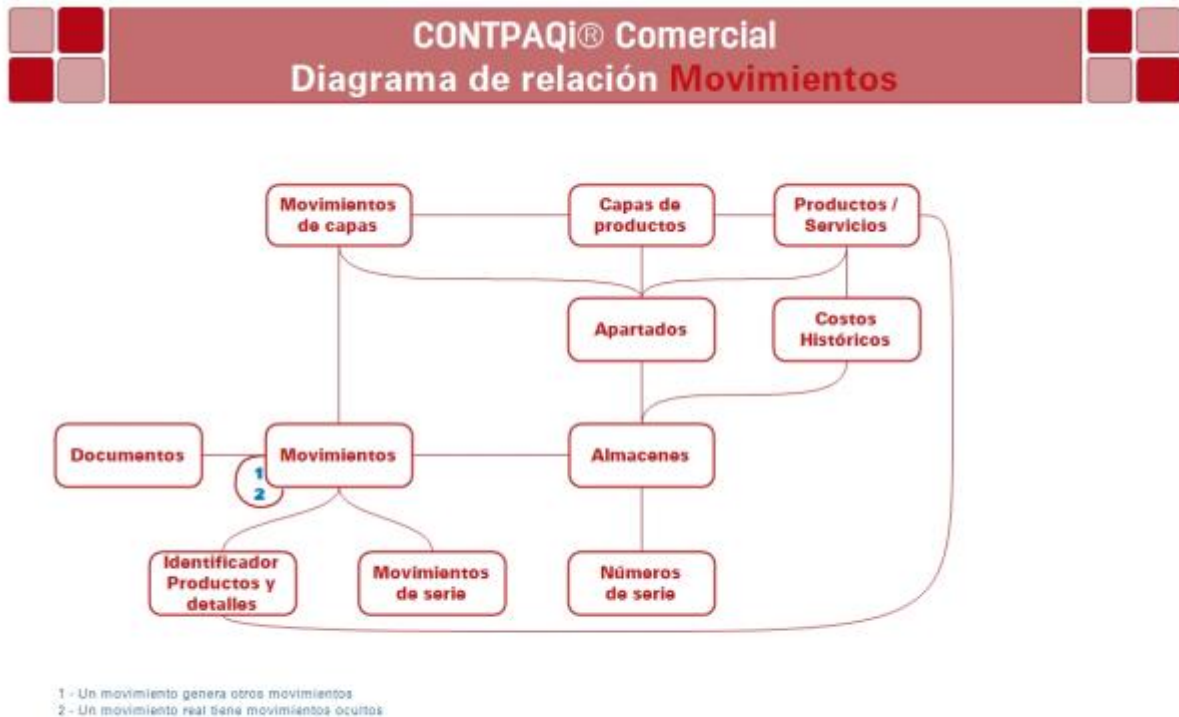 CONTPAQi® Comercial
Diagrama de relación Movimientos
Movimientos
de capas
Capas de
productos
Productos /
Servicios
Apartados
Costos
Históricos
Documentos
Movimientos
1
2
Almacenes
Identificador
Productos y
detalles
Movimientos
de serie
Números
de serie
1 - Un movimiento genera otros movimientos
2 - Un movimiento real tiene movimientos ocultos